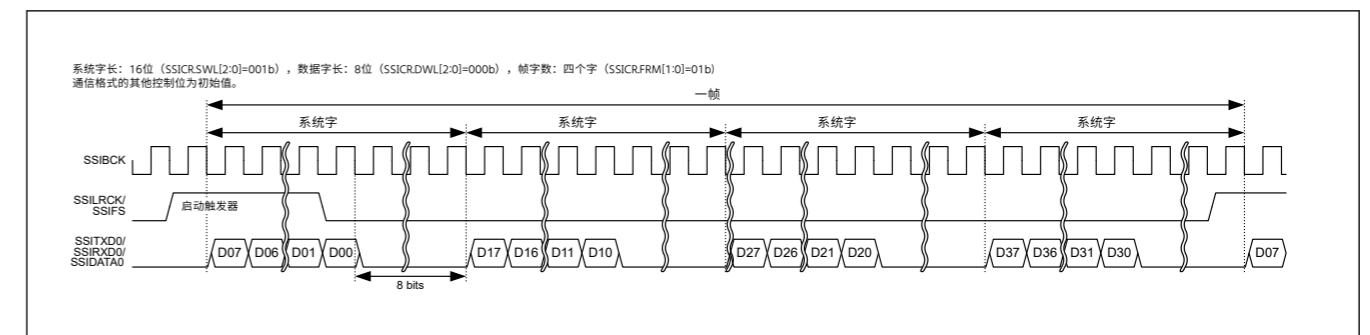 系统字长：16位（SSICR.SWL[2:0]=001b），数据字长：8位（SSICR.DWL[2:0]=000b），帧字数：四个字（SSICR.FRM[1:0]=01b）
通信格式的其他控制位为初始值。
一帧
系统字 系统字 系统字 系统字
SSIBCK
SSILRCK/
SSIFS
启动触发器
SSITXD0/
SSIRXD0/
SSIDATA0
D07 D06 D01 D00 D17 D16 D11 D10 D27 D26 D21 D20 D37 D36 D31 D30 D07
8 bits